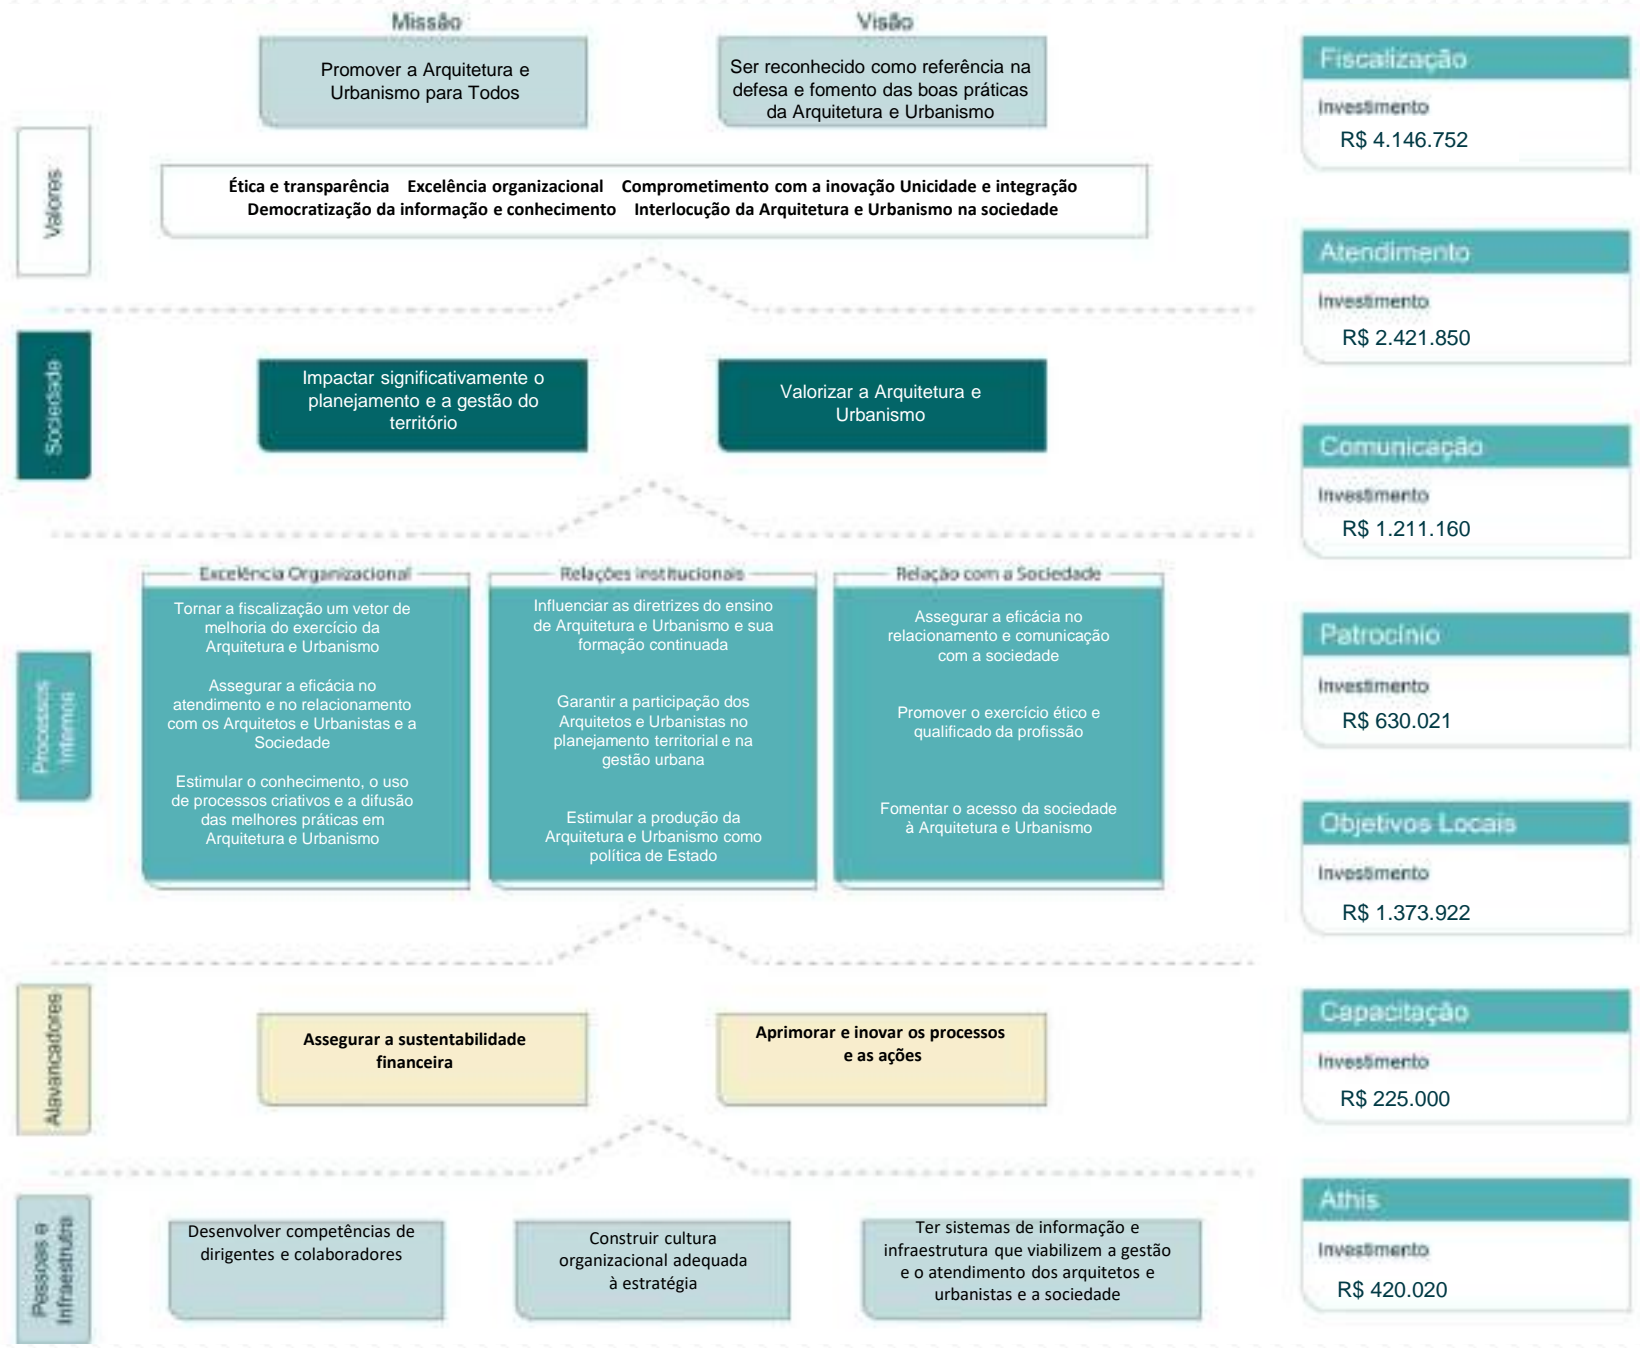 Missão
Promover a Arquitetura e
Urbanismo para Todos
Visão
Ser reconhecido como referência na
defesa e fomento das boas práticas
da Arquitetura e Urbanismo
Valores
Ética e transparência Excelência organizacional Comprometimento com a inovação Unicidade e integração
Democratização da informação e conhecimento Interlocução da Arquitetura e Urbanismo na sociedade
Sociedade
Impactar significativamente o
planejamento e a gestão do
território
Valorizar a Arquitetura e
Urbanismo
Processos
Internos
Excelência Organizacional
Tornar a fiscalização um vetor de
melhoria do exercício da
Arquitetura e Urbanismo
Assegurar a eficácia no
atendimento e no relacionamento
com os Arquitetos e Urbanistas e a
Sociedade
Estimular o conhecimento, o uso
de processos criativos e a difusão
das melhores práticas em
Arquitetura e Urbanismo
Relações Institucionais
Influenciar as diretrizes do ensino
de Arquitetura e Urbanismo e sua
formação continuada
Garantir a participação dos
Arquitetos e Urbanistas no
planejamento territorial e na
gestão urbana
Estimular a produção da
Arquitetura e Urbanismo como
política de Estado
Relação com a Sociedade
Assegurar a eficácia no
relacionamento e comunicação
com a sociedade
Promover o exercício ético e
qualificado da profissão
Fomentar o acesso da sociedade
à Arquitetura e Urbanismo
Alavancadores
Assegurar a sustentabilidade
financeira
Aprimorar e inovar os processos
e as ações
Pessoas e
Infraestrutra
Desenvolver competências de
dirigentes e colaboradores
Construir cultura
organizacional adequada
à estratégia
Ter sistemas de informação e
infraestrutura que viabilizem a gestão
e o atendimento dos arquitetos e
urbanistas e a sociedade
Fiscalização
Investimento
R$ 4.146.752
Atendimento
Investimento
R$ 2.421.850
Comunicação
Investimento
R$ 1.211.160
Patrocínio
Investimento
R$ 630.021
Objetivos Locais
Investimento
R$ 1.373.922
Capacitação
Investimento
R$ 225.000
Athis
Investimento
R$ 420.020